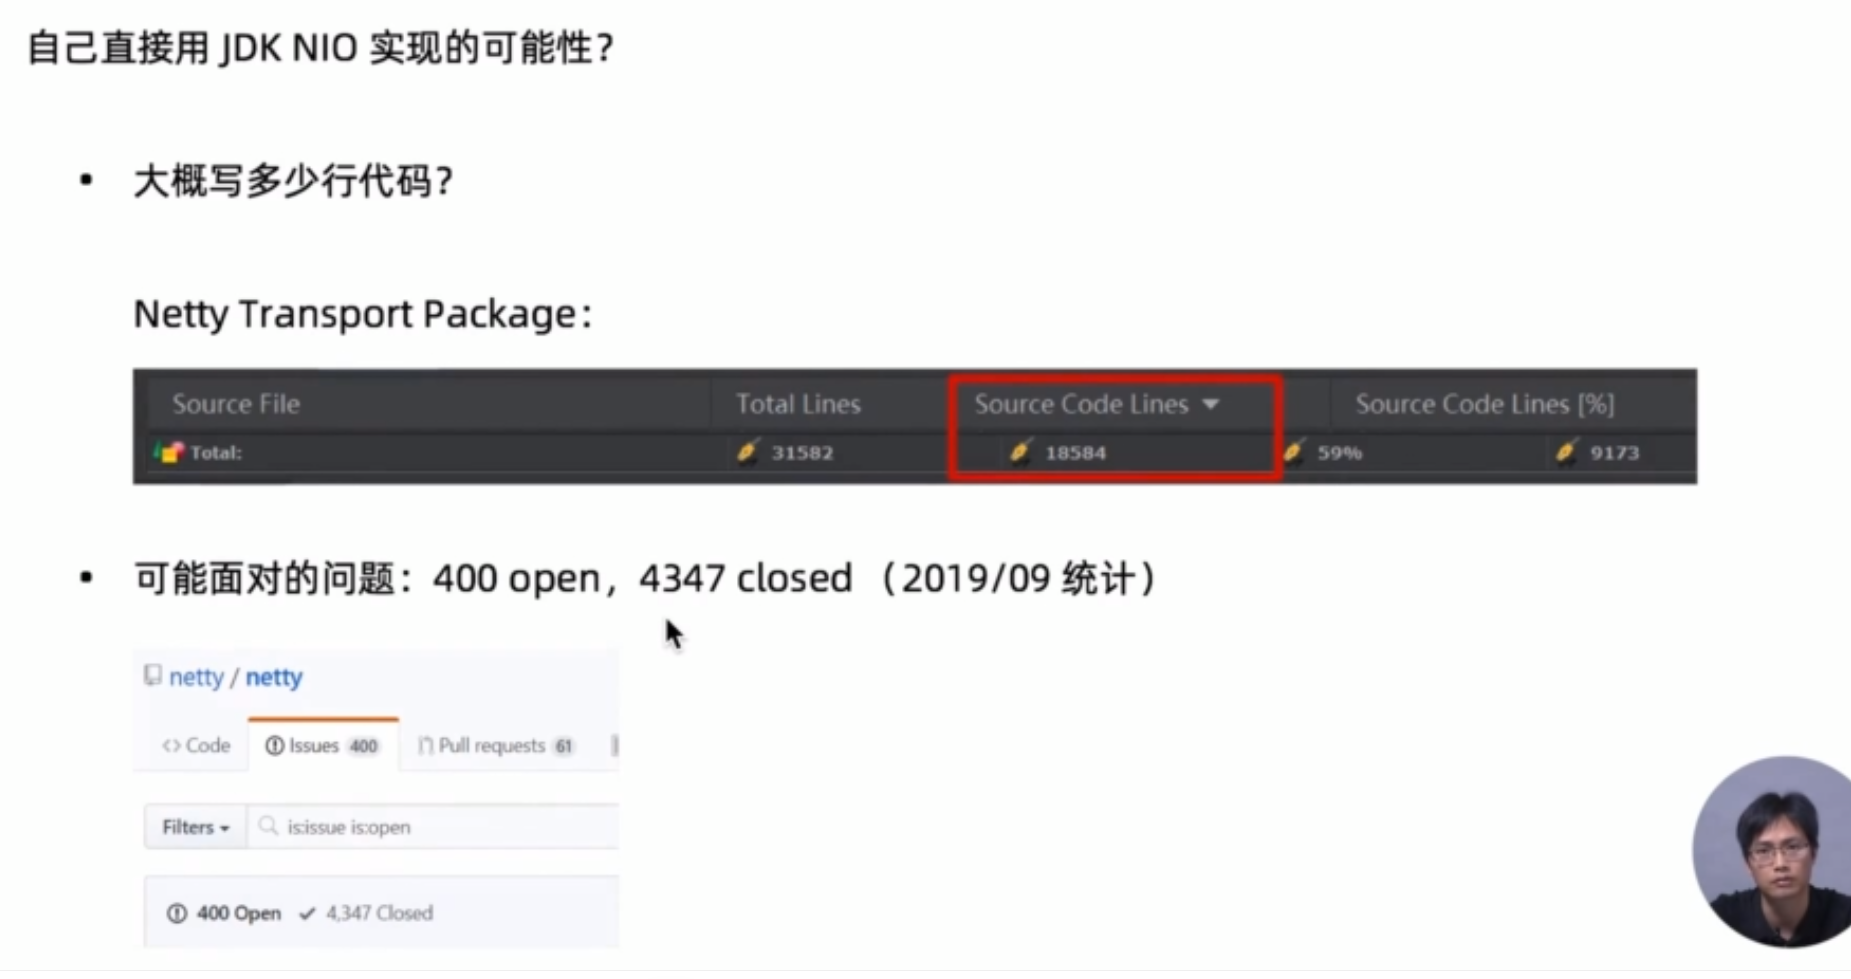 自己直接用 JDK NIO 实现的可能性？
• 大概写多少行代码？
Netty Transport Package：
Source File Total Lines Source Code Lines Source Code Lines [%]
Total: 31582 18584 59% 9173
• 可能面对的问题：400 open，4347 closed （2019/09 统计）
netty / netty
<> Code Issues 400 Pull requests 61
Filters is:issue is:open
400 Open 4,347 Closed